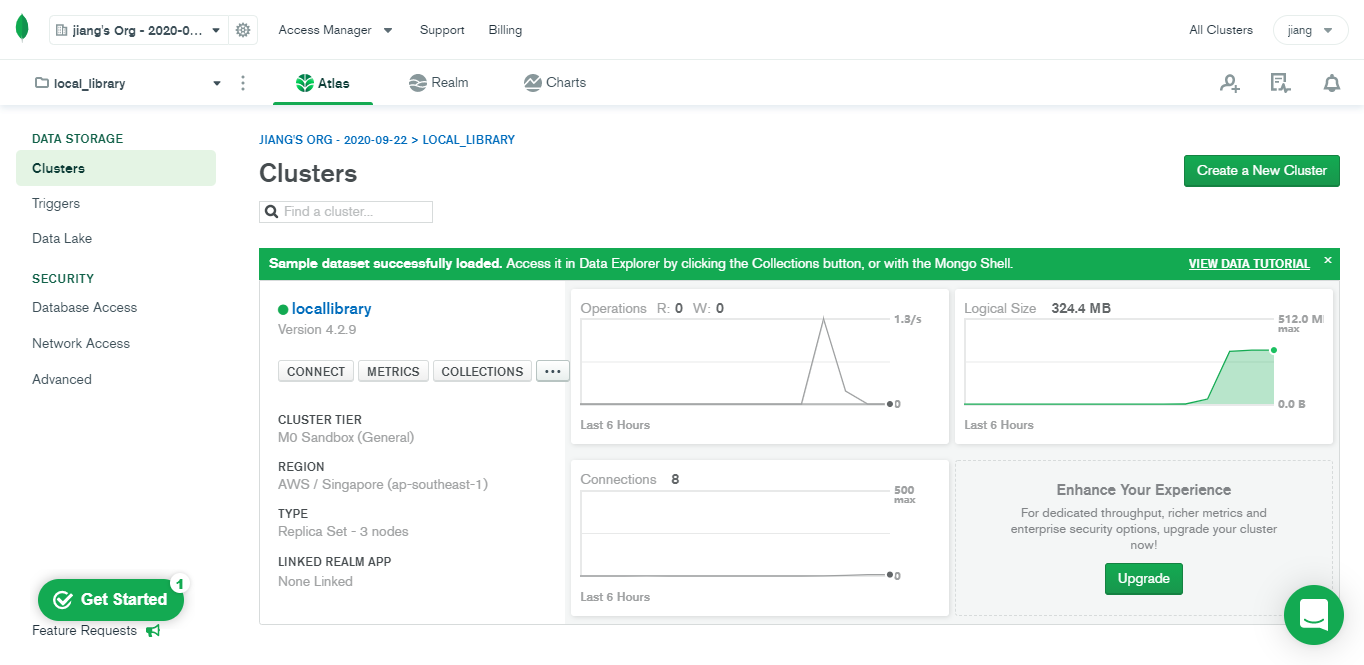 jiang's Org - 2020-0...
Access Manager
Support
Billing
All Clusters
jiang
local_library
Atlas
Realm
Charts
DATA STORAGE
Clusters
Triggers
Data Lake
SECURITY
Database Access
Network Access
Advanced
Get Started
1
Feature Requests
JIANG'S ORG - 2020-09-22 > LOCAL_LIBRARY
Clusters
Create a New Cluster
Find a cluster...
Sample dataset successfully loaded. Access it in Data Explorer by clicking the Collections button, or with the Mongo Shell.
VIEW DATA TUTORIAL
×
locallibrary
Version 4.2.9
CONNECT
METRICS
COLLECTIONS
...
CLUSTER TIER
M0 Sandbox (General)
REGION
AWS / Singapore (ap-southeast-1)
TYPE
Replica Set - 3 nodes
LINKED REALM APP
None Linked
Operations R: 0 W: 0
1.3/s
0
Last 6 Hours
Logical Size 324.4 MB
512.0 M
max
0.0 B
Last 6 Hours
Connections 8
500
max
0
Last 6 Hours
Enhance Your Experience
For dedicated throughput, richer metrics and
enterprise security options, upgrade your cluster
now!
Upgrade